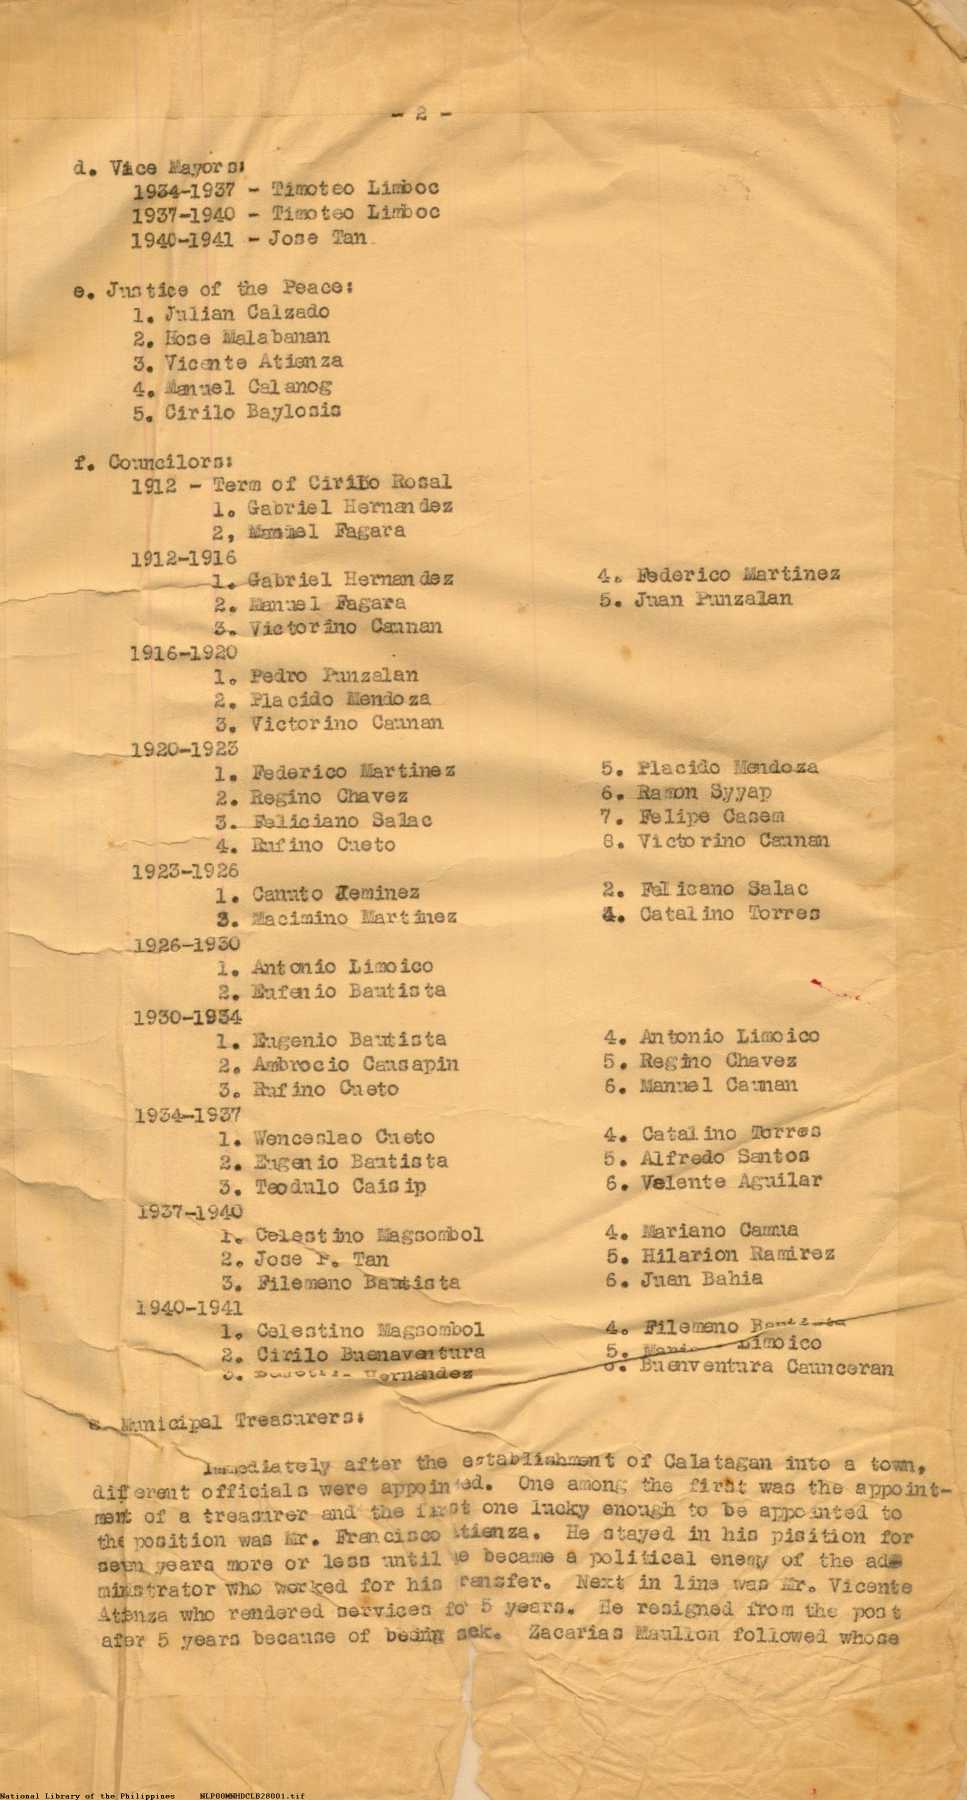 - 2 -
d. Vice Mayors:
1934-1937 - Timoteo Limboc
1937-1940 - Timoteo Limboc
1940-1941 - Jose Tan
e. Justice of the Peace:
1. Julian Calzado
2. Hose Malabanan
3. Vicente Atienza
4. Manuel Calanog
5. Cirilo Baylosis
f. Councilors:
1912 - Term of Cirilo Rosal
1. Gabriel Hernandez
2, Manuel Fagara
1912-1916
1. Gabriel Hernandez 4. Federico Martinez
2. Manuel Fagara 5. Juan Punzalan
3. Victorino Caunan
1916-1920
1. Pedro Punzalan
2. Placido Mendoza
3. Victorino Caunan
1920-1923
1. Federico Martinez 5. Placido Mendoza
2. Regino Chavez 6. Ramon Syyap
3. Feliciano Salac 7. Felipe Casem
4. Rufino Cueto 8. Victorino Caunan
1923-1926
1. Canuto Jeminez 2. Felicano Salac
3. Macimino Martinez 4. Catalino Torres
1926-1930
1. Antonio Limoico
2. Eufenio Bautista
1930-1934
1. Eugenio Bautista 4. Antonio Limoico
2. Ambrocio Causapin 5. Regino Chavez
3. Rufino Cueto 6. Manuel Caunan
1934-1937
1. Wenceslao Cueto 4. Catalino Torres
2. Eugenio Bautista 5. Alfredo Santos
3. Teodulo Caisip 6. Velente Aguilar
1937-1940
1. Celestino Magsombol 4. Mariano Camua
2. Jose P. Tan 5. Hilarion Ramirez
3. Filemeno Bautista 6. Juan Bahia
1940-1941
1. Celestino Magsombol 4. Filemeno Bautista
2. Cirilo Buenaventura 5. Limoico
3. Hernandez 6. Buenventura Caunceran
Municipal Treasurers:
Immediately after the establishment of Calatagan into a town,
different officials were appointed. One among the first was the appoint-
ment of a treasurer and the first one lucky enough to be appointed to
the position was Mr. Francisco Atienza. He stayed in his pisition for
seven years more or less until he became a political enemy of the ad-
ministrator who worked for his transfer. Next in line was Mr. Vicente
Atienza who rendered services for 5 years. He resigned from the post
after 5 years because of being sick. Zacarias Maullon followed whose
National Library of the Philippines NLPO0MNHDCLB28001.tif